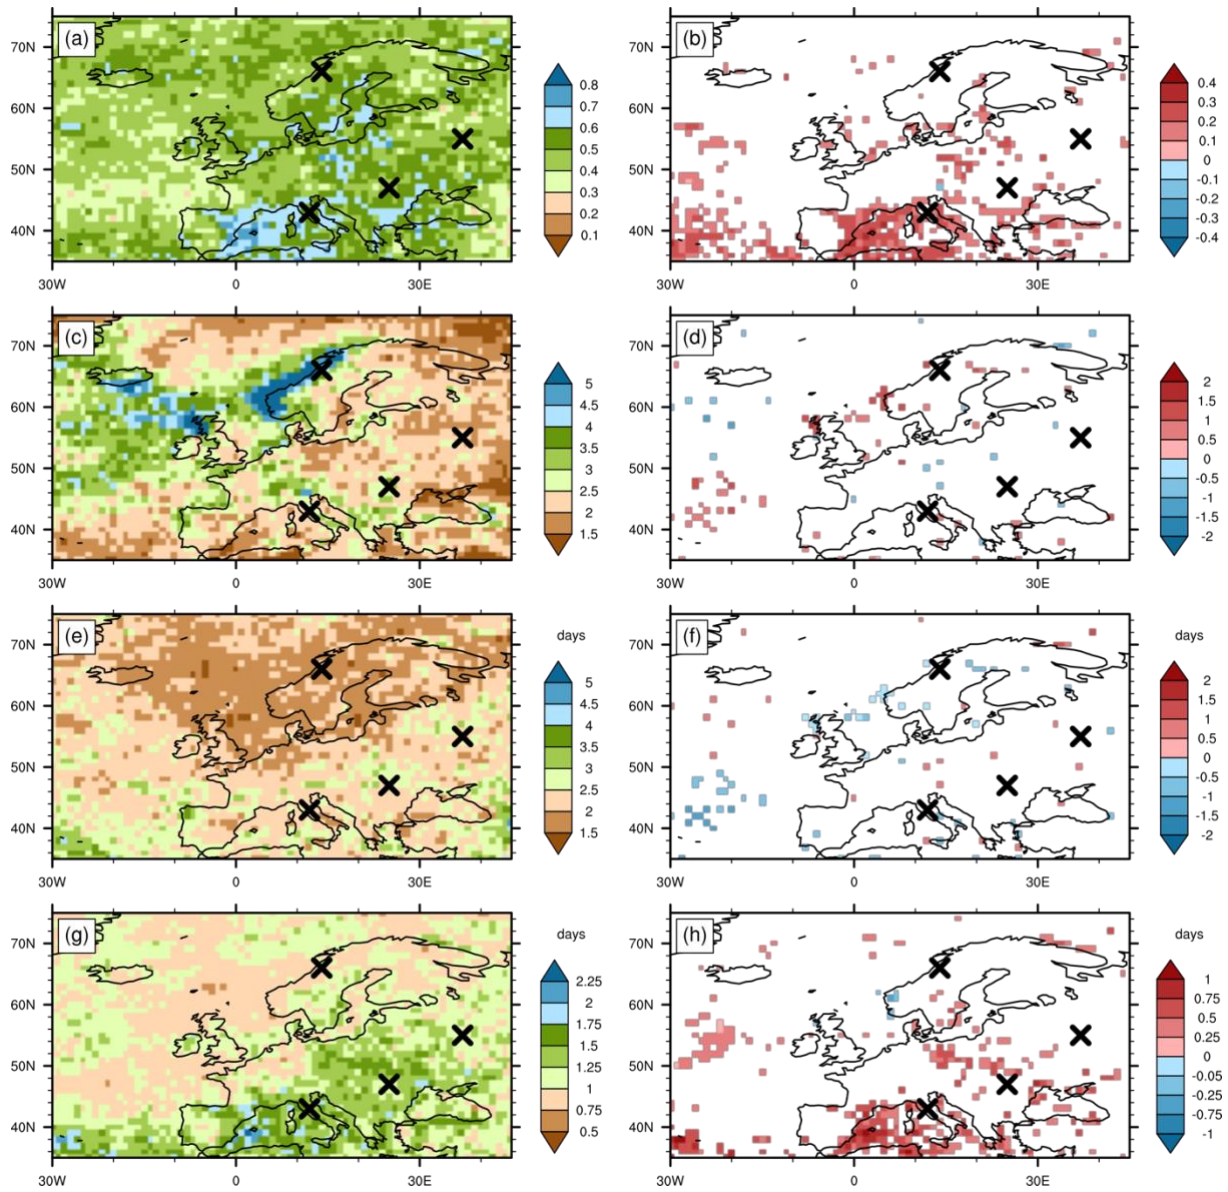 (a)
70N
60N
50N
40N
30W
0
30E
0.8
0.7
0.6
0.5
0.4
0.3
0.2
0.1
(b)
70N
60N
50N
40N
30W
0
30E
0.4
0.3
0.2
0.1
0
-0.1
-0.2
-0.3
-0.4
(c)
70N
60N
50N
40N
30W
0
30E
5
4.5
4
3.5
3
2.5
2
1.5
(d)
70N
60N
50N
40N
30W
0
30E
2
1.5
1
0.5
0
-0.5
-1
-1.5
-2
(e)
70N
60N
50N
40N
30W
0
30E
days
5
4.5
4
3.5
3
2.5
2
1.5
(f)
70N
60N
50N
40N
30W
0
30E
days
2
1.5
1
0.5
0
-0.5
-1
-1.5
-2
(g)
70N
60N
50N
40N
30W
0
30E
days
2.25
2
1.75
1.5
1.25
1
0.75
0.5
(h)
70N
60N
50N
40N
30W
0
30E
days
1
0.75
0.5
0.25
0
-0.05
-0.25
-0.75
-1